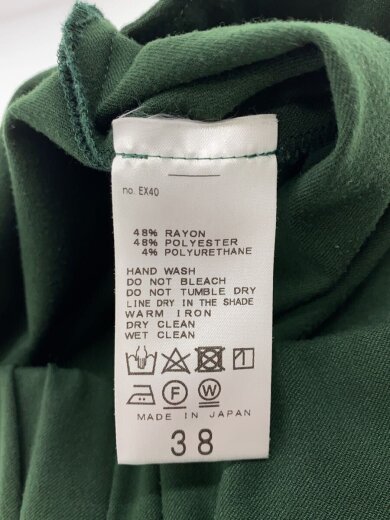 no. EX40
48% RAYON
48% POLYESTER
4% POLYURETHANE
HAND WASH
DO NOT BLEACH
DO NOT TUMBLE DRY
LINE DRY IN THE SHADE
WARM IRON
DRY CLEAN
WET CLEAN
F W
MADE IN JAPAN
38